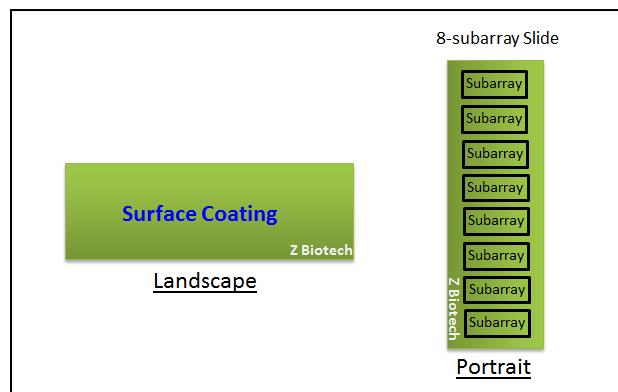 8-subarray Slide
Subarray
Subarray
Subarray
Subarray
Subarray
Subarray
Subarray
Subarray
Z Biotech
Portrait
Surface Coating
Z Biotech
Landscape